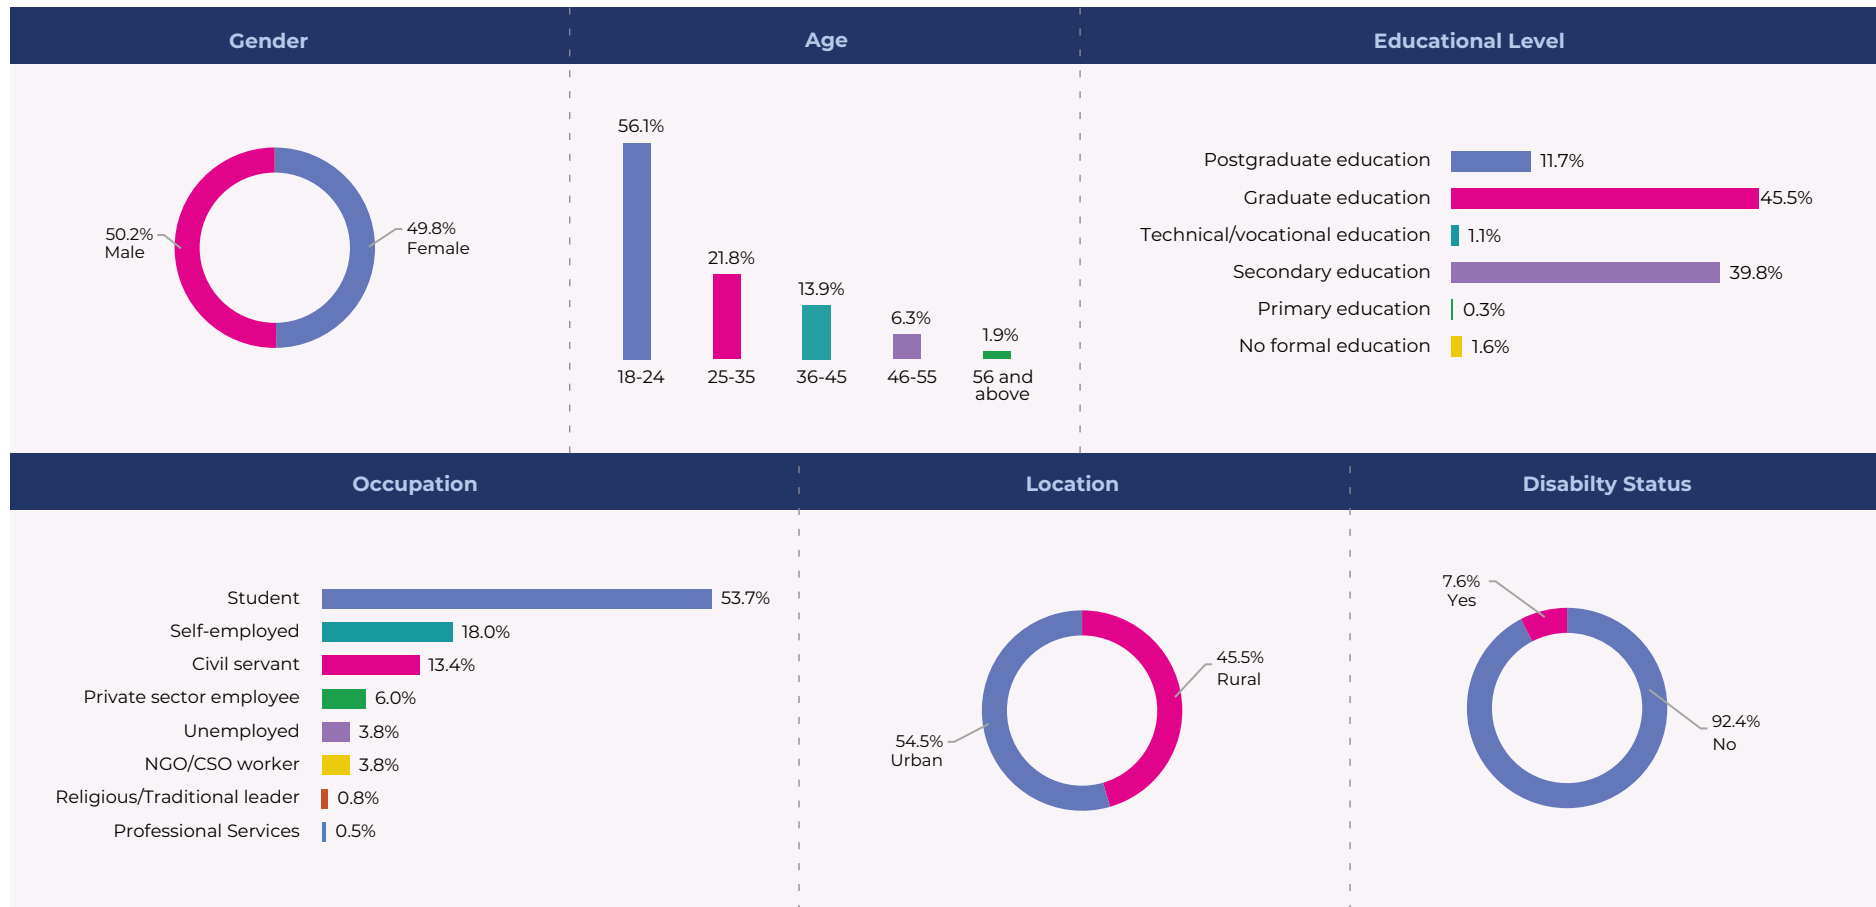 Gender
Age
Educational Level
50.2%
Male
49.8%
Female
56.1%
21.8%
13.9%
6.3%
1.9%
18-24
25-35
36-45
46-55
56 and
above
Postgraduate education 11.7%
Graduate education 45.5%
Technical/vocational education 1.1%
Secondary education 39.8%
Primary education 0.3%
No formal education 1.6%
Occupation
Location
Disabilty Status
Student 53.7%
Self-employed 18.0%
Civil servant 13.4%
Private sector employee 6.0%
Unemployed 3.8%
NGO/CSO worker 3.8%
Religious/Traditional leader 0.8%
Professional Services 0.5%
45.5%
Rural
54.5%
Urban
7.6%
Yes
92.4%
No